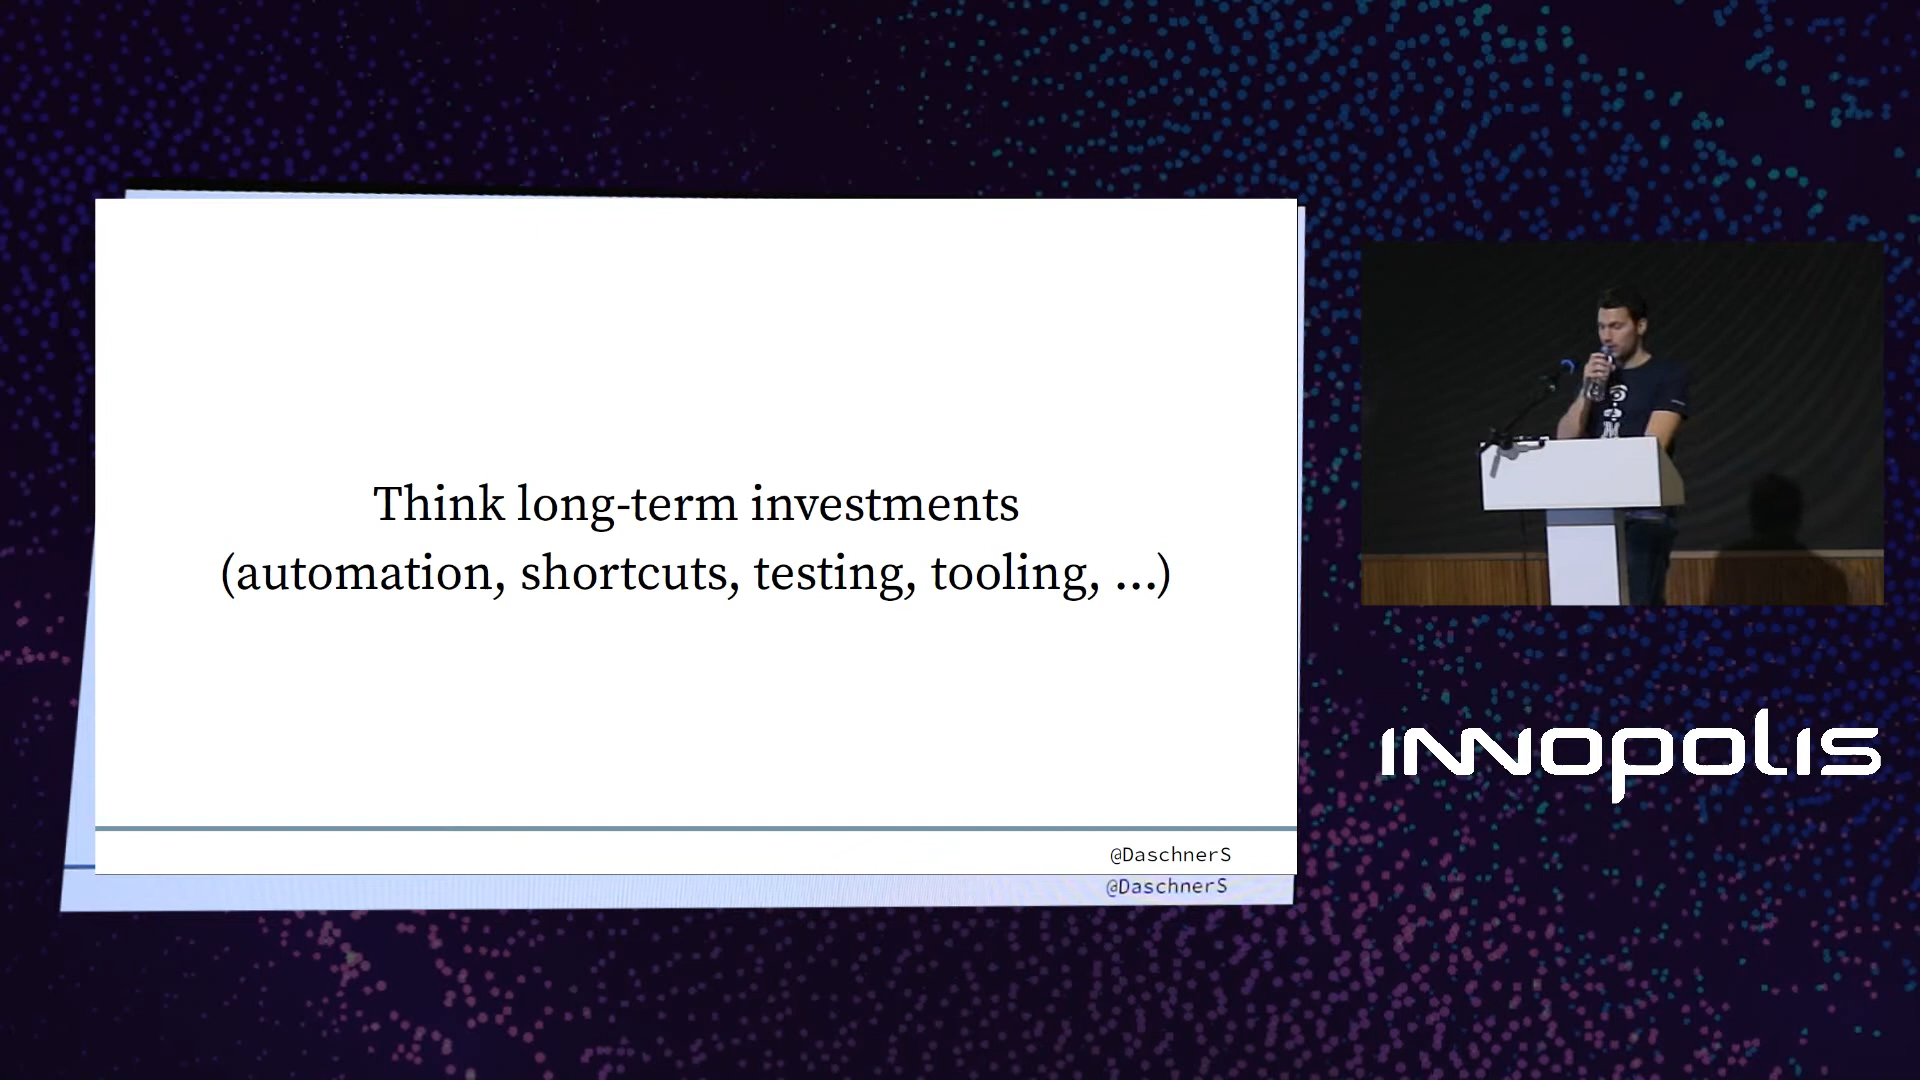 Think long-term investments
(automation, shortcuts, testing, tooling, ...)
@DaschnerS
@DaschnerS
INNOPOLIS